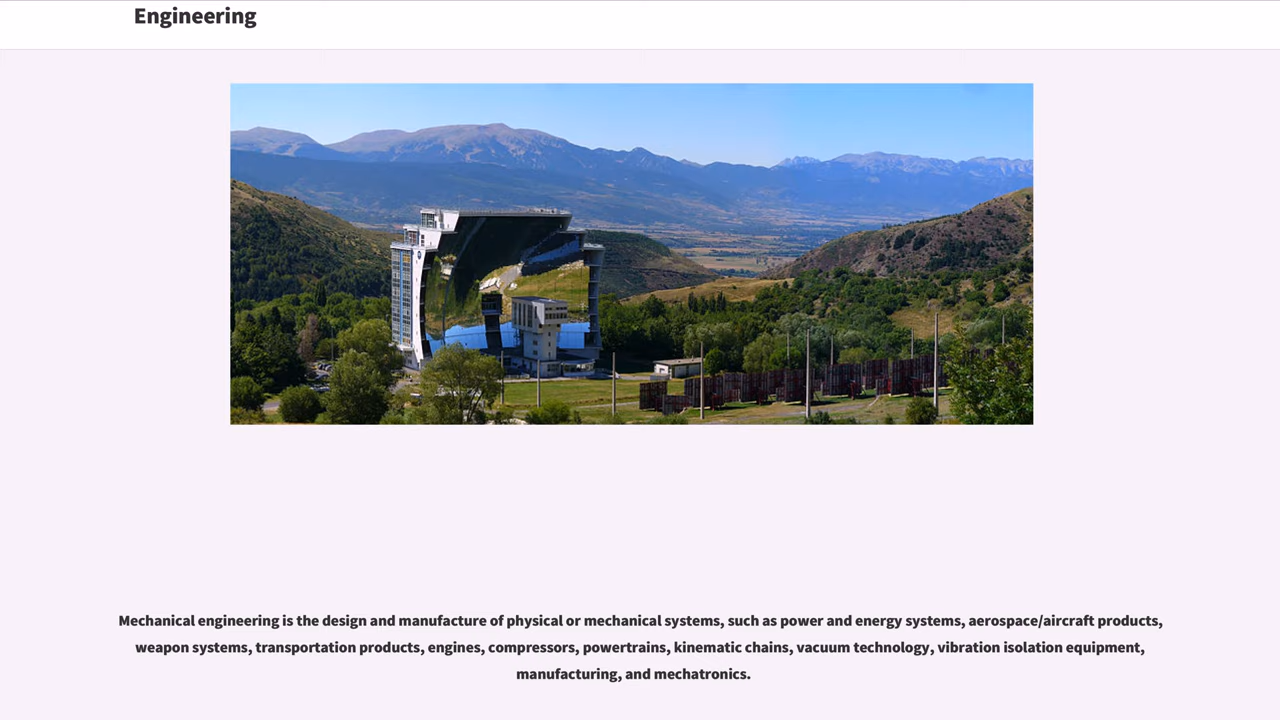 Engineering
Mechanical engineering is the design and manufacture of physical or mechanical systems, such as power and energy systems, aerospace/aircraft products,
weapon systems, transportation products, engines, compressors, powertrains, kinematic chains, vacuum technology, vibration isolation equipment,
manufacturing, and mechatronics.